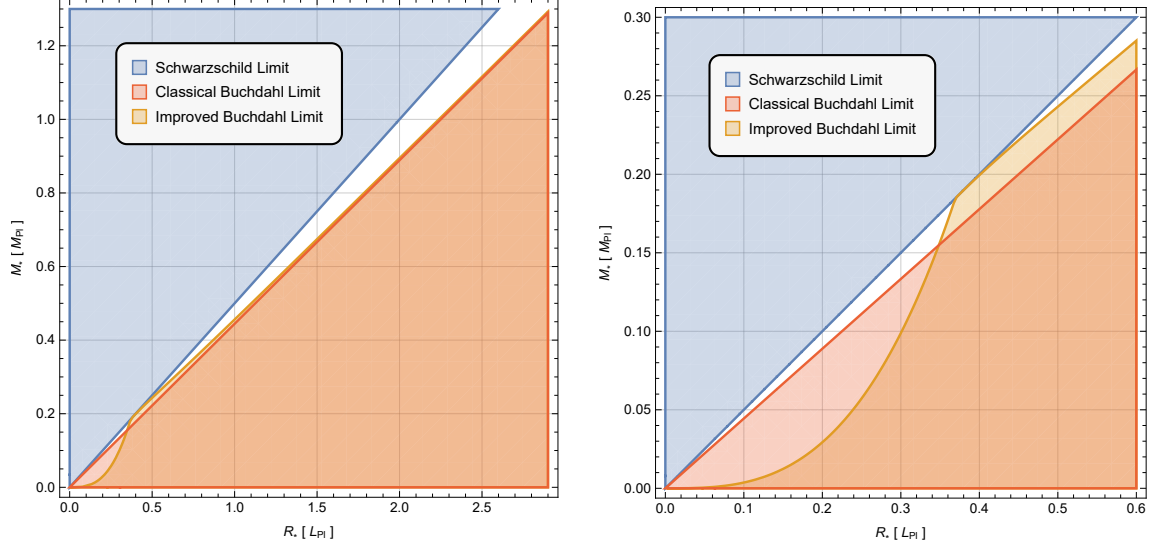 Schwarzschild Limit
Classical Buchdahl Limit
Improved Buchdahl Limit
M* [ MPl ]
1.2
1.0
0.8
0.6
0.4
0.2
0.0
0.0 0.5 1.0 1.5 2.0 2.5
R* [ LPl ]
Schwarzschild Limit
Classical Buchdahl Limit
Improved Buchdahl Limit
M* [ MPl ]
0.30
0.25
0.20
0.15
0.10
0.05
0.00
0.0 0.1 0.2 0.3 0.4 0.5 0.6
R* [ LPl ]